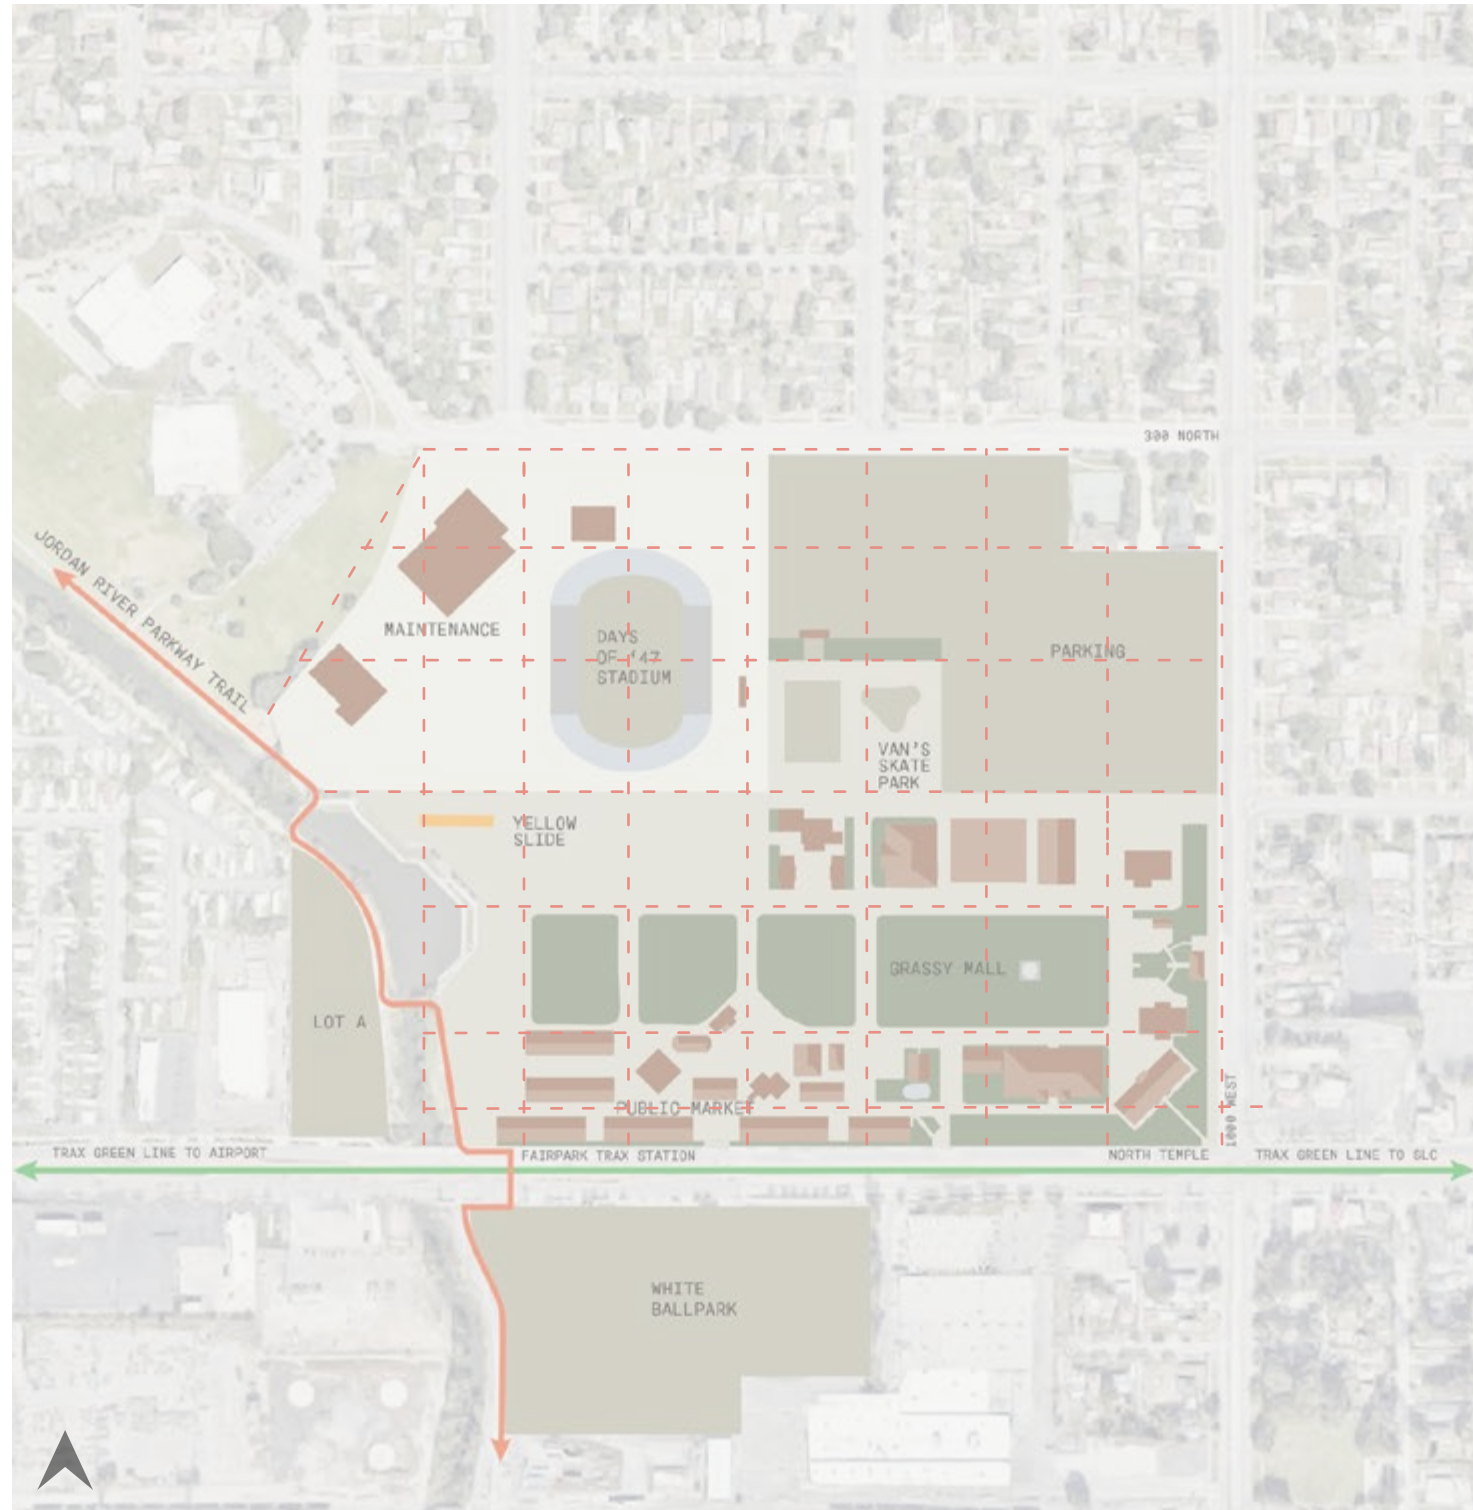 300 NORTH
JORDAN RIVER PARKWAY TRAIL
MAINTENANCE
DAYS
OF '47
STADIUM
PARKING
VAN'S
SKATE
PARK
YELLOW
SLIDE
GRASSY MALL
LOT A
PUBLIC MARKET
1000 WEST
TRAX GREEN LINE TO AIRPORT
FAIRPARK TRAX STATION
NORTH TEMPLE
TRAX GREEN LINE TO SLC
WHITE
BALLPARK